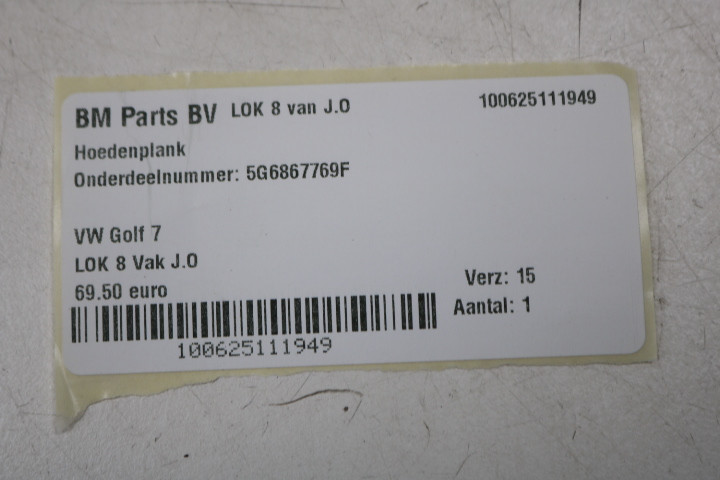 BM Parts BV LOK 8 van J.O 100625111949
Hoedenplank
Onderdeelnummer: 5G6867769F
VW Golf 7
LOK 8 Vak J.O
69.50 euro
Verz: 15
Aantal: 1
100625111949